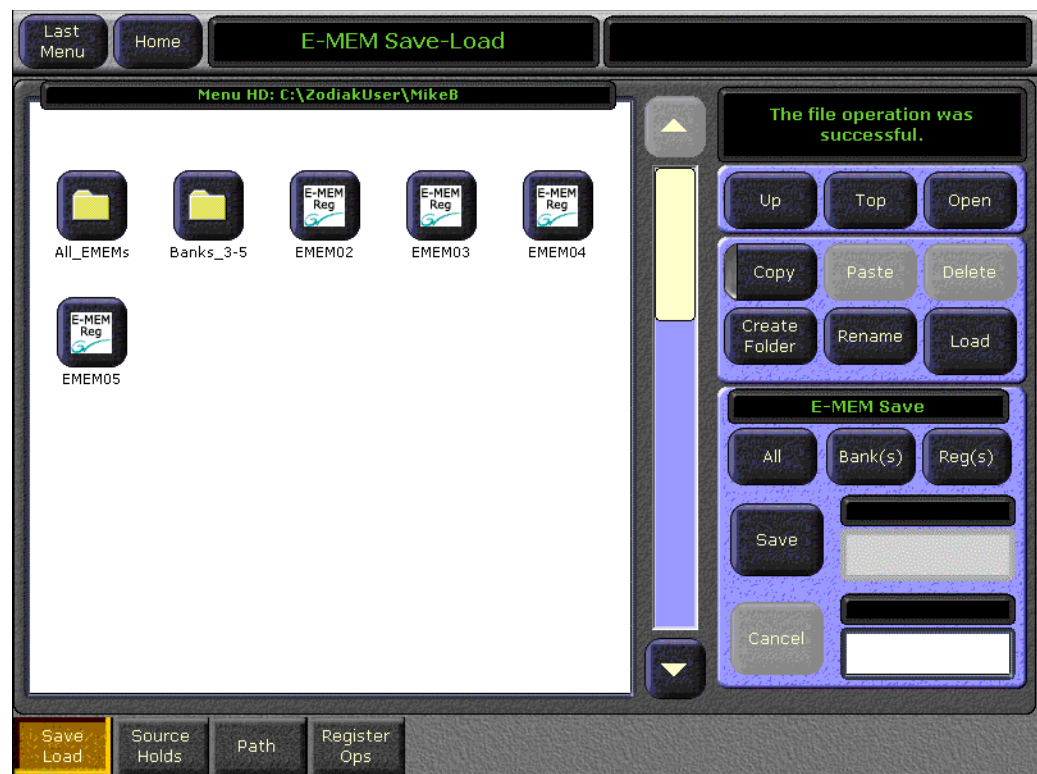 Last
Menu
Home
E-MEM Save-Load
Menu HD: C:\ZodiakUser\MikeB
The file operation was
successful.
Up
Top
Open
E-MEM
Reg
E-MEM
Reg
E-MEM
Reg
All_EMEMs
Banks_3-5
EMEM02
EMEM03
EMEM04
Copy
Paste
Delete
Create
Folder
Rename
Load
E-MEM
Reg
EMEM05
E-MEM Save
All
Bank(s)
Reg(s)
Save
Cancel
Save
Load
Source
Holds
Path
Register
Ops